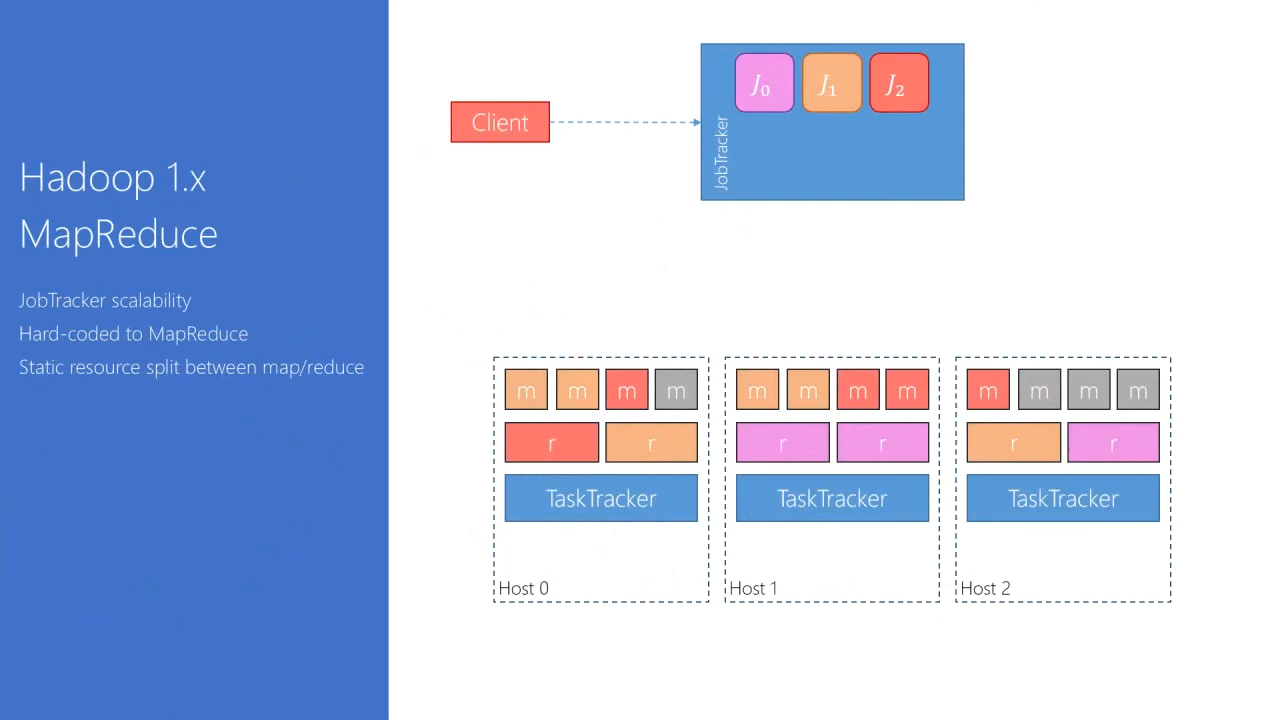 Hadoop 1.x
MapReduce
JobTracker scalability
Hard-coded to MapReduce
Static resource split between map/reduce
Client
JobTracker
J₀ J₁ J₂
m m m m
r r
TaskTracker
Host 0
m m m m
r r
TaskTracker
Host 1
m m m m
r r
TaskTracker
Host 2